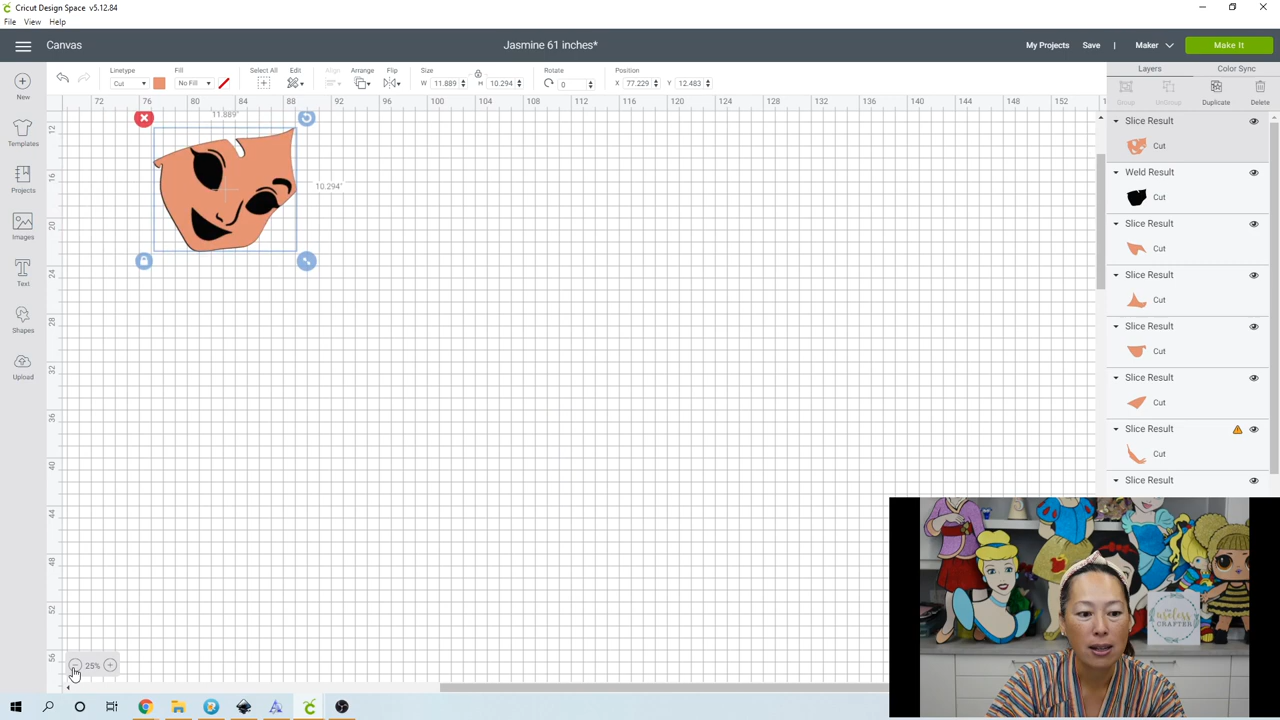 Cricut Design Space v5.12.84
File View Help
Canvas
Jasmine 61 inches*
My Projects Save | Maker Make It
Linetype Fill Select All Edit Align Arrange Flip Size Rotate Position
Cut No Fill W 11.889 H 10.294 0 X 77.229 Y 12.483
Layers Color Sync
Group UnGroup Duplicate Delete
72 76 80 84 88 92 96 100 104 108 112 116 120 124 128 132 136 140 144 148 152
12 16 20 24 28 32 36 40 44 48 52 56
11.889"
10.294"
New
Templates
Projects
Images
Text
Shapes
Upload
Slice Result
Cut
Weld Result
Cut
Slice Result
Cut
Slice Result
Cut
Slice Result
Cut
Slice Result
Cut
Slice Result
Cut
Slice Result
25%
useless
CRAFTER